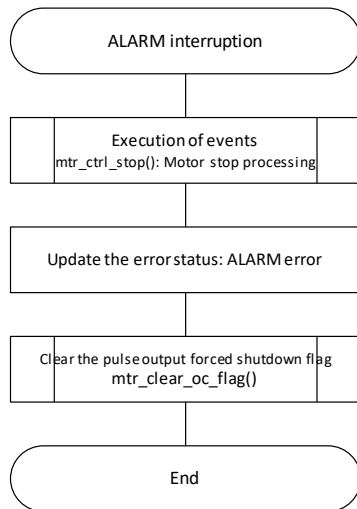 ALARM interruption
Execution of events
mtr_ctrl_stop(): Motor stop processing
Update the error status: ALARM error
Clear the pulse output forced shutdown flag
mtr_clear_oc_flag()
End